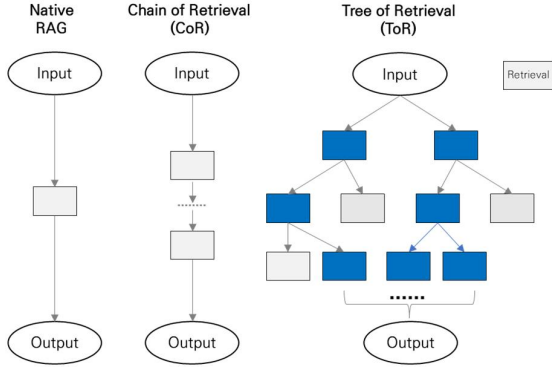 Native
RAG
Chain of Retrieval
(CoR)
Tree of Retrieval
(ToR)
Input
Input
Input
Retrieval
........
......
Output
Output
Output